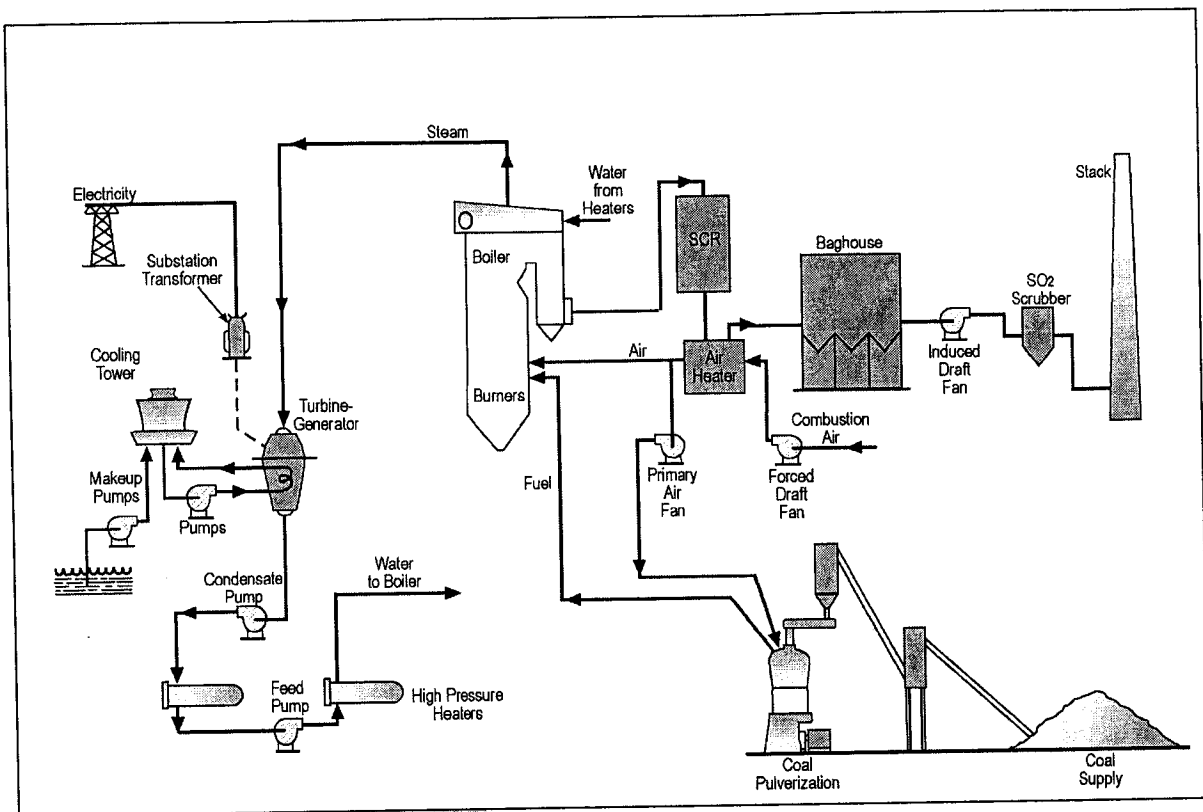 Steam
Electricity
Substation
Transformer
Cooling
Tower
Turbine-
Generator
Makeup
Pumps
Pumps
Condensate
Pump
Water
to Boiler
Feed
Pump
High Pressure
Heaters
Water
from
Heaters
Boiler
Burners
SCR
Air
Air
Heater
Fuel
Primary
Air
Fan
Forced
Draft
Fan
Combustion
Air
Baghouse
Induced
Draft
Fan
SO2
Scrubber
Stack
Coal
Pulverization
Coal
Supply